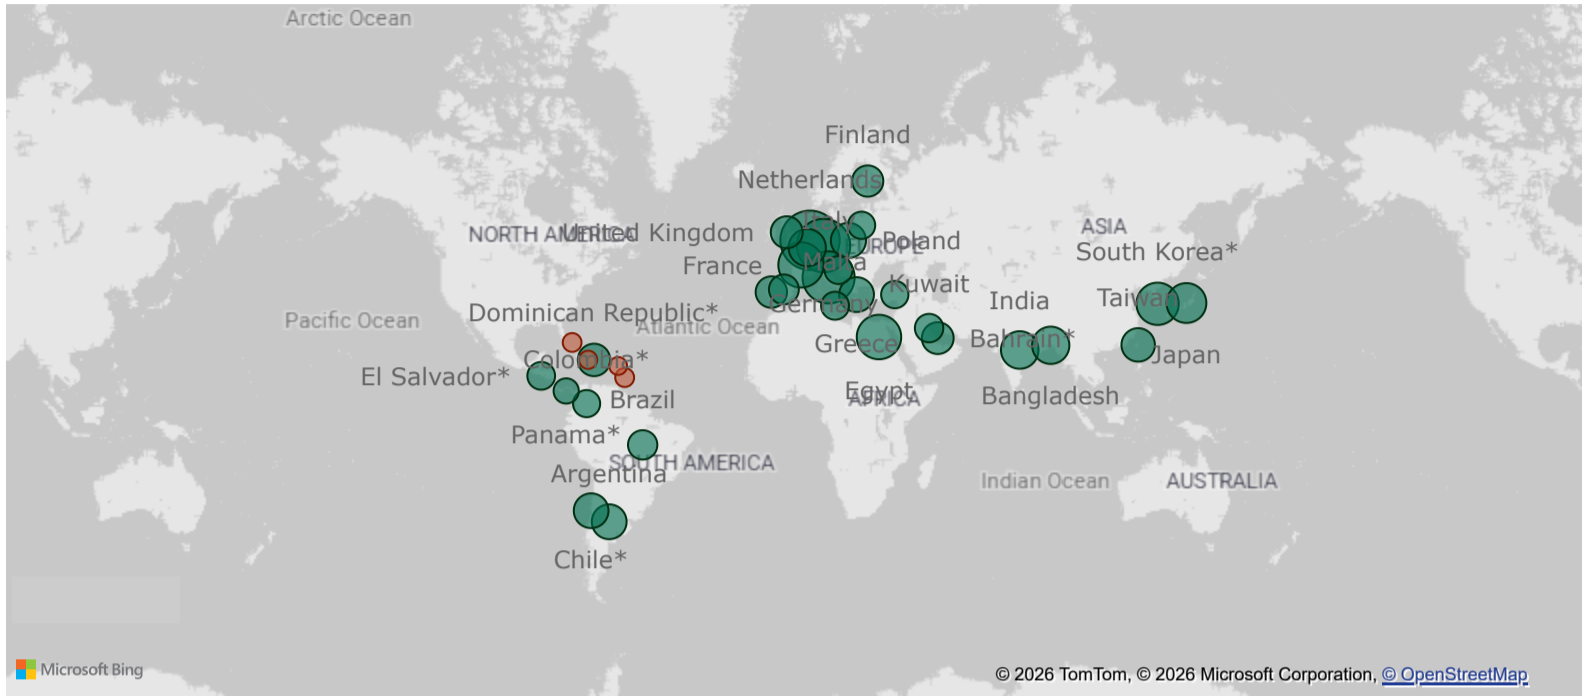 Arctic Ocean
Finland
Netherlands
Italy
NORTH AMERICA
United Kingdom
ASIA
Poland
EUROPE
South Korea*
France
Malta
Kuwait
Taiwan
India
Germany
Dominican Republic*
Pacific Ocean
Atlantic Ocean
Greece
Bahrain*
Japan
Colombia*
El Salvador*
Egypt
AFRICA
Bangladesh
Brazil
Panama*
SOUTH AMERICA
Argentina
Indian Ocean
AUSTRALIA
Chile*
Microsoft Bing
© 2026 TomTom, © 2026 Microsoft Corporation, © OpenStreetMap